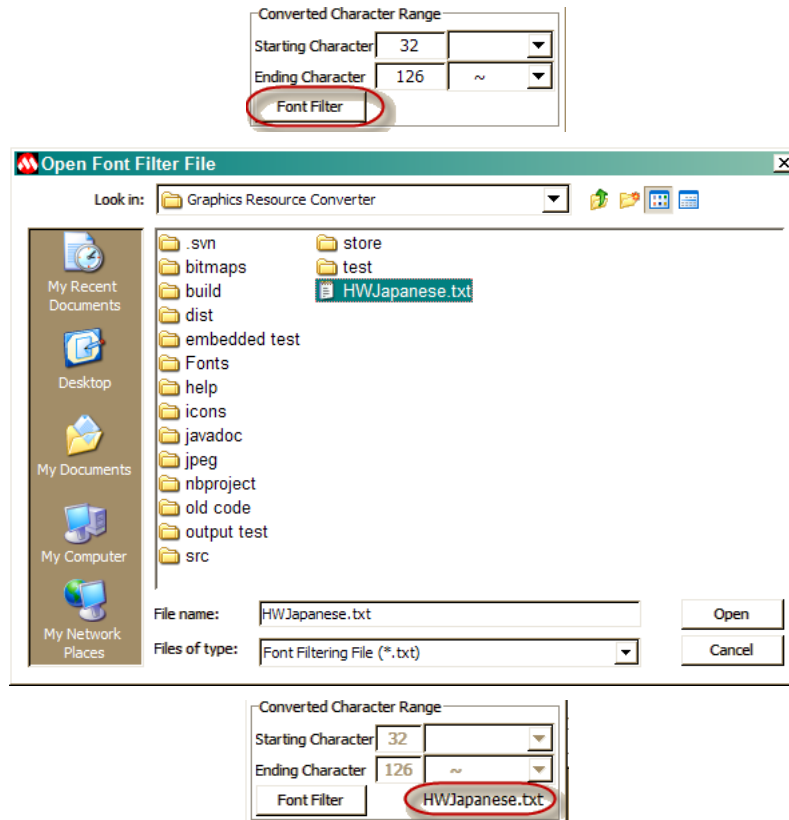 Converted Character Range
Starting Character 32
Ending Character 126 ~
Font Filter
Open Font Filter File
Look in: Graphics Resource Converter
.svn store
bitmaps test
build HWJapanese.txt
dist
embedded test
Fonts
help
icons
javadoc
jpeg
nbproject
old code
output test
src
My Recent
Documents
Desktop
My Documents
My Computer
My Network
Places
File name: HWJapanese.txt Open
Files of type: Font Filtering File (*.txt) Cancel
Converted Character Range
Starting Character 32
Ending Character 126 ~
Font Filter HWJapanese.txt